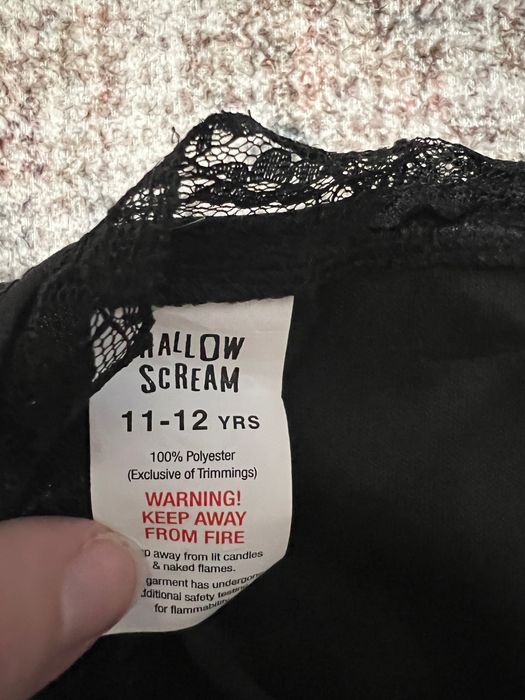 HALLOW
SCREAM
11-12 YRS
100% Polyester
(Exclusive of Trimmings)
WARNING!
KEEP AWAY
FROM FIRE
away from lit candles
& naked flames.
garment has
safety
for